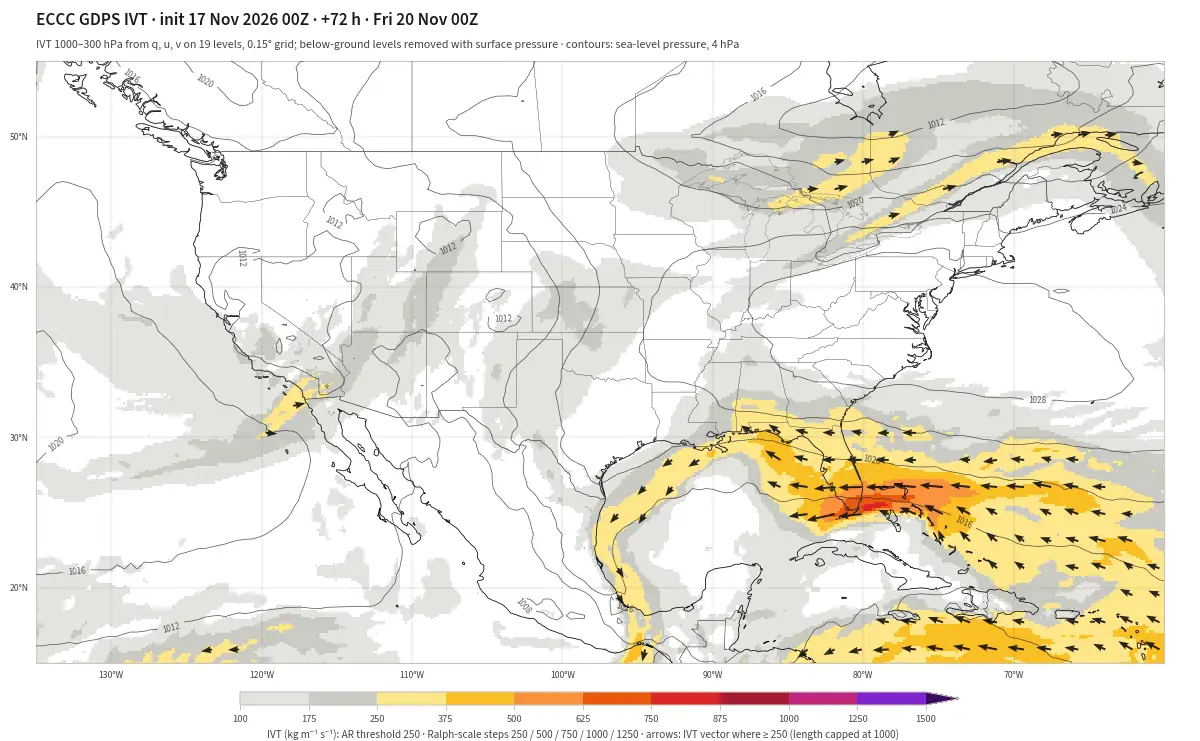 ECCC GDPS IVT · init 17 Nov 2026 00Z · +72 h · Fri 20 Nov 00Z
IVT 1000–300 hPa from q, u, v on 19 levels, 0.15° grid; below-ground levels removed with surface pressure · contours: sea-level pressure, 4 hPa
1016
1020
1016
50°N
1012
1012
1020
1024
1012
1012
40°N
1012
1028
1020
30°N
1016
1016
20°N
1008
1012
130°W 120°W 110°W 100°W 90°W 80°W 70°W
100 175 250 375 500 625 750 875 1000 1250 1500
IVT (kg m⁻¹ s⁻¹): AR threshold 250 · Ralph-scale steps 250 / 500 / 750 / 1000 / 1250 · arrows: IVT vector where ≥ 250 (length capped at 1000)